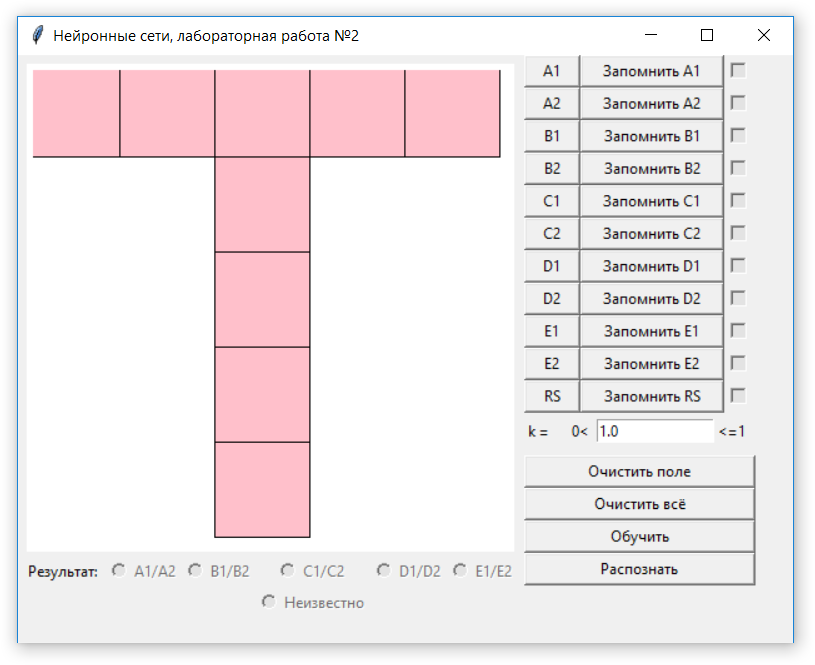 Нейронные сети, лабораторная работа №2
A1 Запомнить A1
A2 Запомнить A2
B1 Запомнить B1
B2 Запомнить B2
C1 Запомнить C1
C2 Запомнить C2
D1 Запомнить D1
D2 Запомнить D2
E1 Запомнить E1
E2 Запомнить E2
RS Запомнить RS
k = 0< 1.0 <=1
Очистить поле
Очистить всё
Обучить
Распознать
Результат: A1/A2 B1/B2 C1/C2 D1/D2 E1/E2
Неизвестно